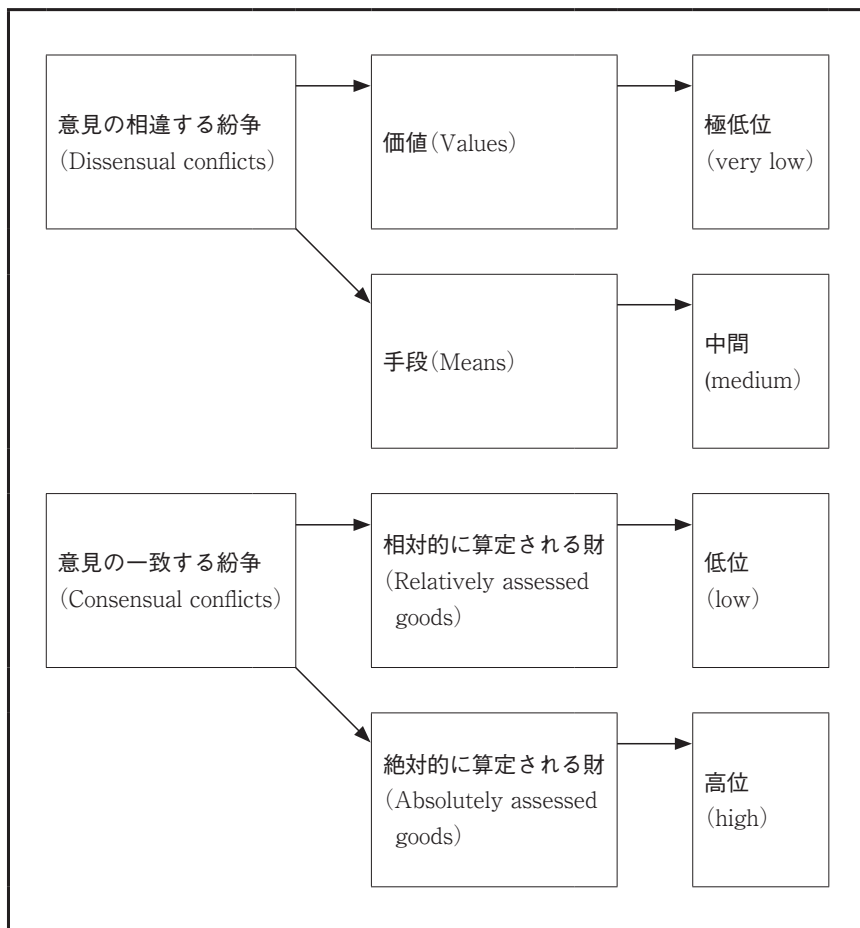 意見の相違する紛争
(Dissensual conflicts)
価値(Values)
極低位
(very low)
手段(Means)
中間
(medium)
意見の一致する紛争
(Consensual conflicts)
相対的に算定される財
(Relatively assessed
goods)
低位
(low)
絶対的に算定される財
(Absolutely assessed
goods)
高位
(high)